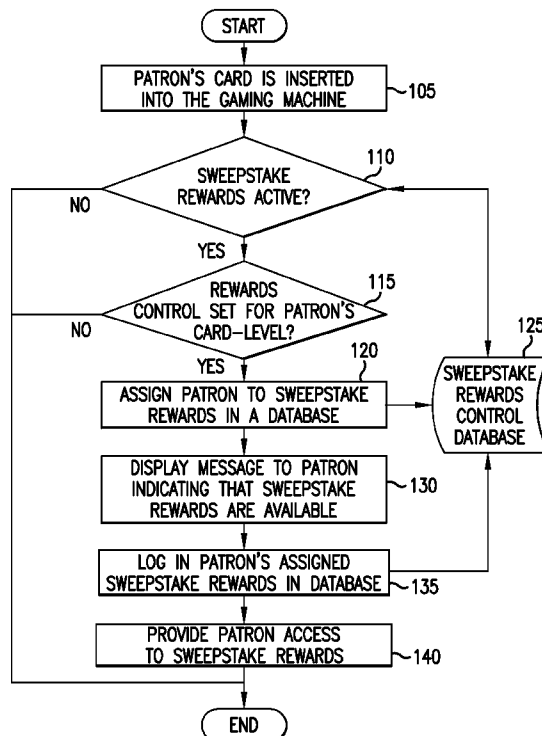 START
PATRON'S CARD IS INSERTED
INTO THE GAMING MACHINE
105
SWEEPSTAKE
REWARDS ACTIVE?
110
NO
YES
REWARDS
CONTROL SET FOR PATRON'S
CARD-LEVEL?
115
NO
YES
120
ASSIGN PATRON TO SWEEPSTAKE
REWARDS IN A DATABASE
125
SWEEPSTAKE
REWARDS
CONTROL
DATABASE
DISPLAY MESSAGE TO PATRON
INDICATING THAT SWEEPSTAKE
REWARDS ARE AVAILABLE
130
LOG IN PATRON'S ASSIGNED
SWEEPSTAKE REWARDS IN DATABASE
135
PROVIDE PATRON ACCESS
TO SWEEPSTAKE REWARDS
140
END